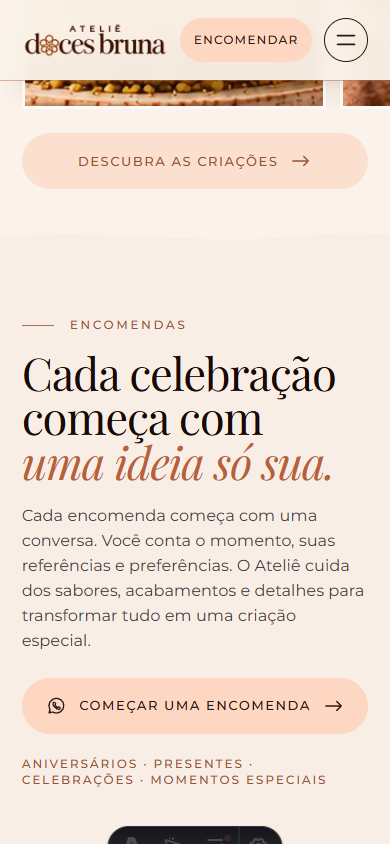 ATELIÊ
doces bruna
ENCOMENDAR
DESCUBRA AS CRIAÇÕES
ENCOMENDAS
Cada celebração
começa com
uma ideia só sua.
Cada encomenda começa com uma
conversa. Você conta o momento, suas
referências e preferências. O Ateliê cuida
dos sabores, acabamentos e detalhes para
transformar tudo em uma criação
especial.
COMEÇAR UMA ENCOMENDA
ANIVERSÁRIOS · PRESENTES ·
CELEBRAÇÕES · MOMENTOS ESPECIAIS